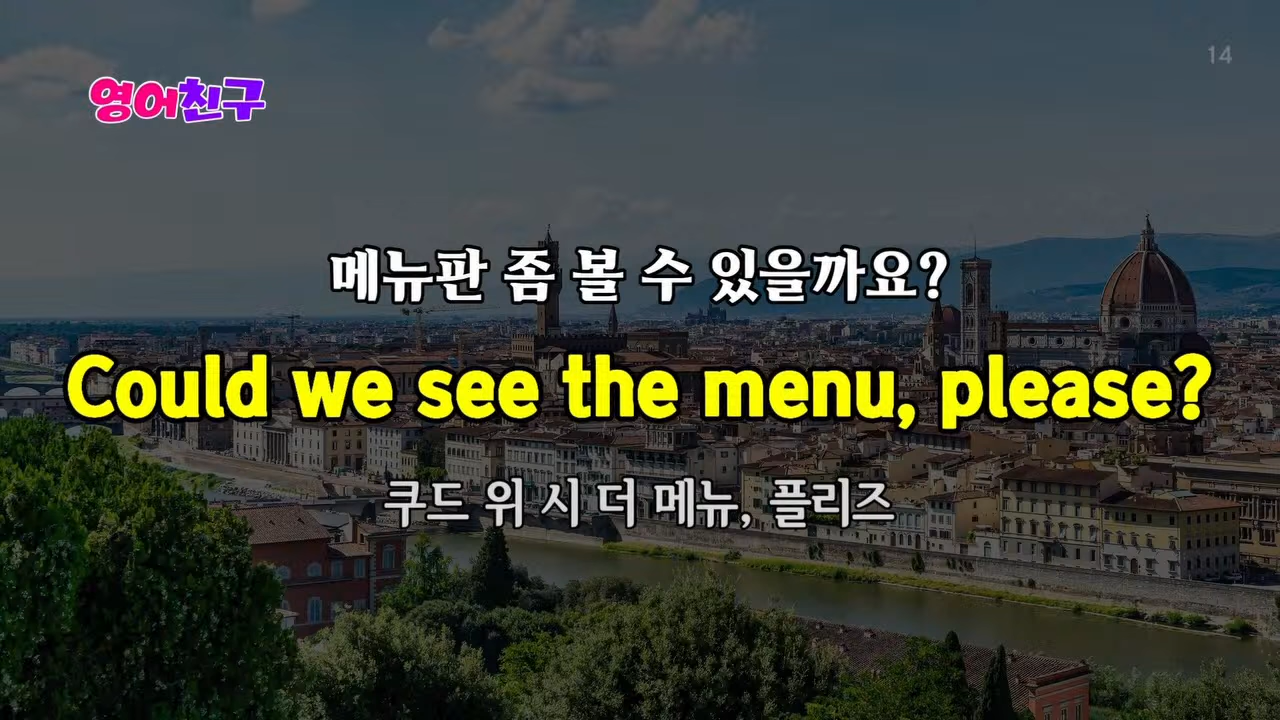 14
영어친구
메뉴판 좀 볼 수 있을까요?
Could we see the menu, please?
쿠드 위 시 더 메뉴, 플리즈